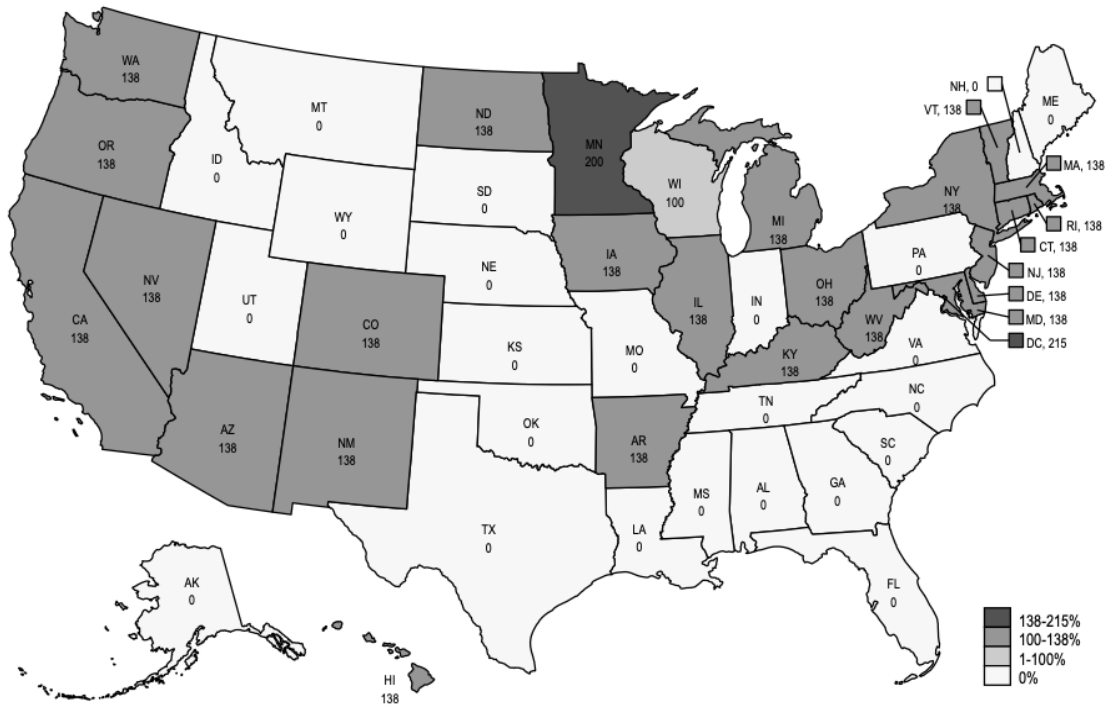 WA
138
MT
0
ND
138
MN
200
OR
138
ID
0
SD
0
WI
100
WY
0
MI
138
NY
138
NH, 0
VT, 138
ME
0
MA, 138
RI, 138
CT, 138
NJ, 138
DE, 138
MD, 138
DC, 215
NV
138
CA
138
UT
0
CO
138
NE
0
IA
138
IL
138
IN
0
OH
138
PA
0
WV
138
KS
0
MO
0
KY
138
VA
0
AZ
138
NM
138
OK
0
AR
138
TN
0
NC
0
SC
0
TX
0
LA
0
MS
0
AL
0
GA
0
FL
0
AK
0
HI
138
138-215%
100-138%
1-100%
0%